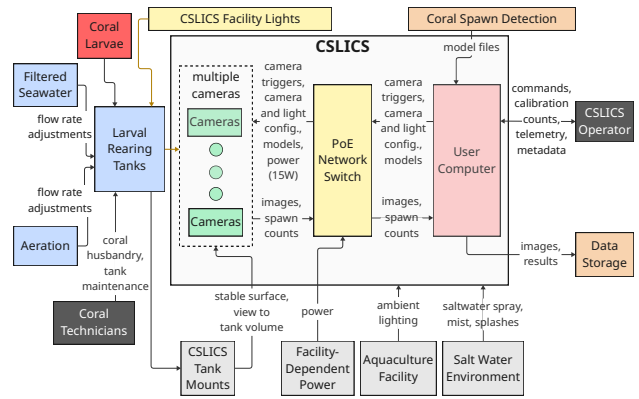 CSLICS Facility Lights
Coral Spawn Detection
Coral
Larvae
CSLICS
model files
Filtered
Seawater
multiple
cameras
camera
triggers,
camera
and light
config.,
models,
power
(15W)
camera
triggers,
camera
and light
config.,
models
commands,
calibration
counts,
telemetry,
metadata
CSLICS
Operator
flow rate
adjustments
Larval
Rearing
Tanks
Cameras
PoE
Network
Switch
User
Computer
flow rate
adjustments
images,
spawn
counts
images,
spawn
counts
Cameras
Aeration
coral
husbandry,
tank
maintenance
images,
results
Data
Storage
Coral
Technicians
stable surface,
view to
tank volume
power
ambient
lighting
saltwater spray,
mist, splashes
CSLICS
Tank
Mounts
Facility-
Dependent
Power
Aquaculture
Facility
Salt Water
Environment